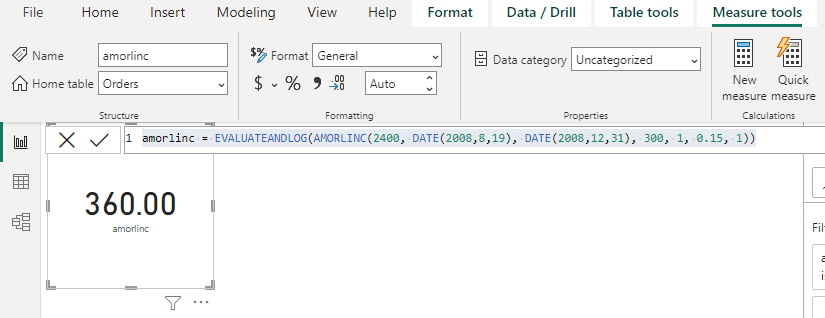 File Home Insert Modeling View Help Format Data / Drill Table tools Measure tools
Name amorlinc $% Format General Data category Uncategorized New measure Quick measure
Home table Orders $ % , .00 →0 Auto
Structure Formatting Properties Calculations
1 amorlinc = EVALUATEANDLOG(AMORLINC(2400, DATE(2008,8,19), DATE(2008,12,31), 300, 1, 0.15, 1))
360.00
amorlinc